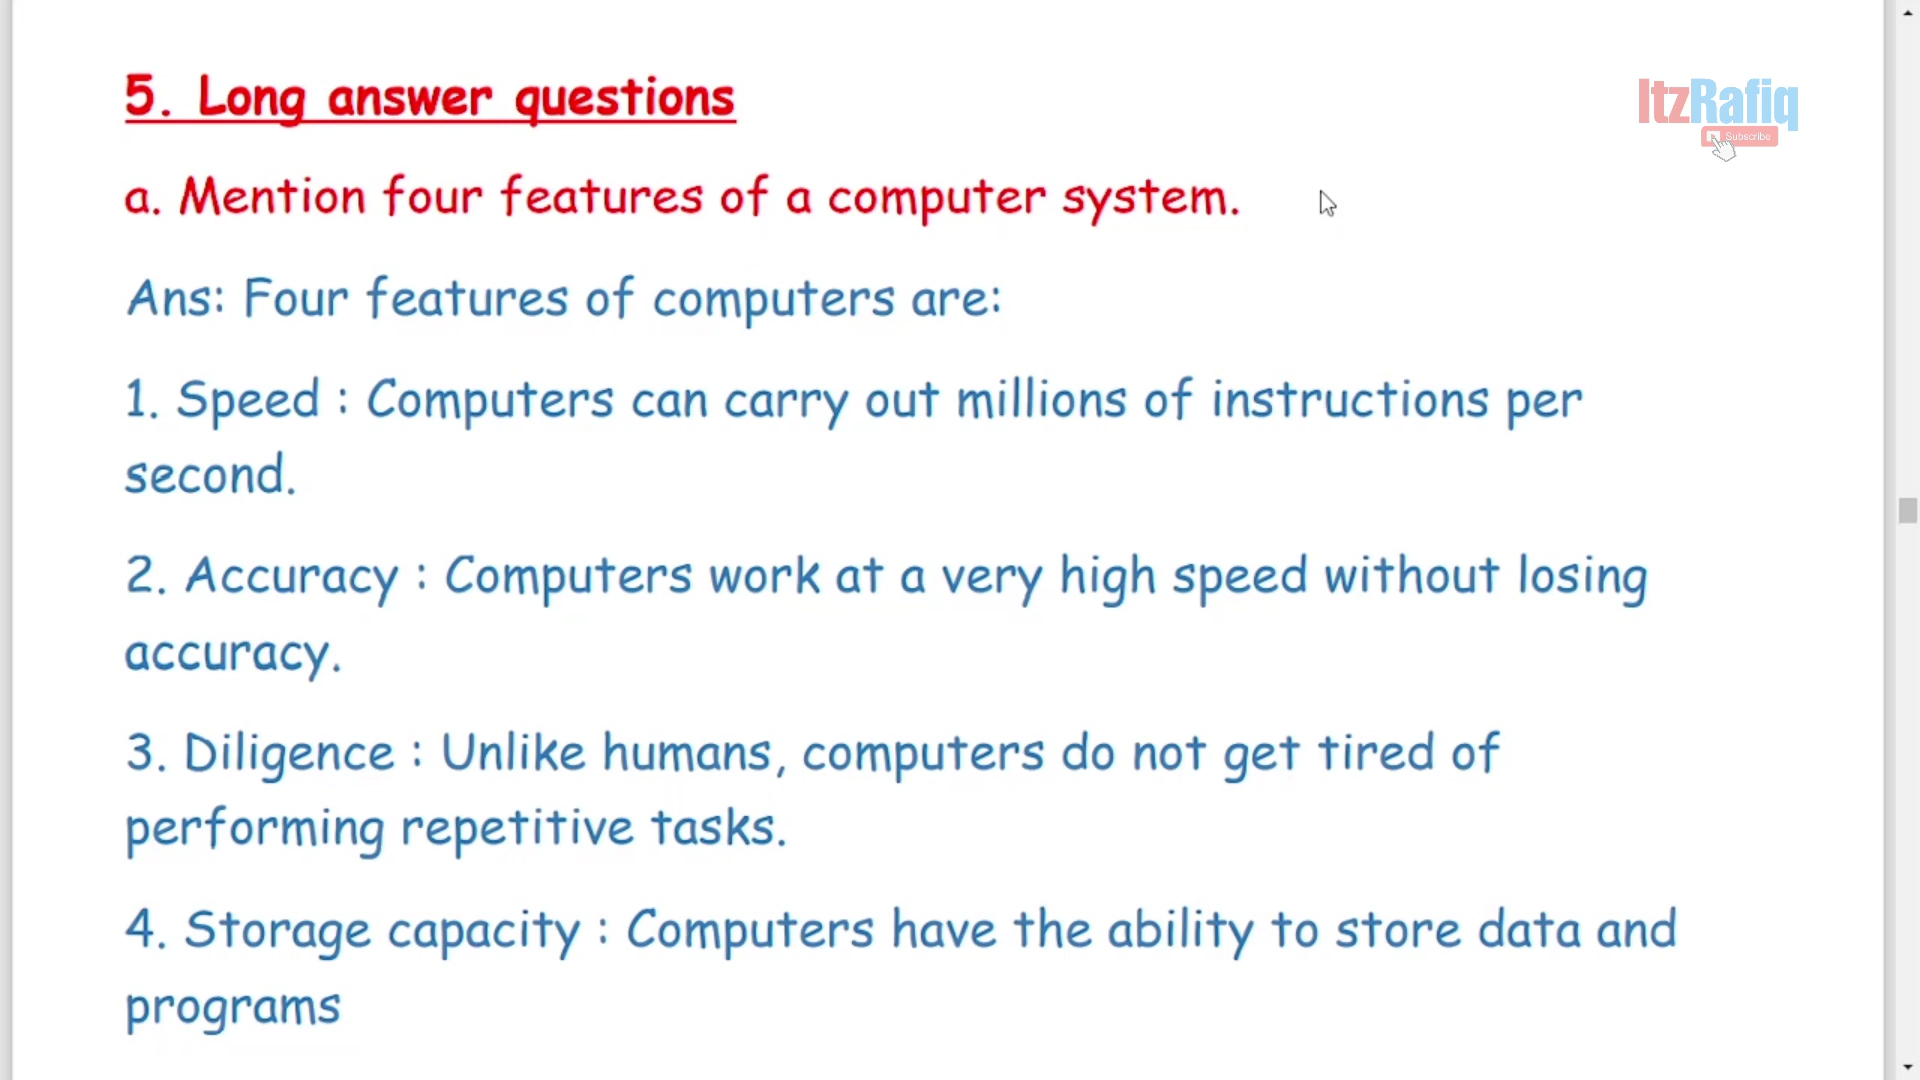 5. Long answer questions
ItzRafiq
Subscribe
a. Mention four features of a computer system.
Ans: Four features of computers are:
1. Speed : Computers can carry out millions of instructions per
second.
2. Accuracy : Computers work at a very high speed without losing
accuracy.
3. Diligence : Unlike humans, computers do not get tired of
performing repetitive tasks.
4. Storage capacity : Computers have the ability to store data and
programs